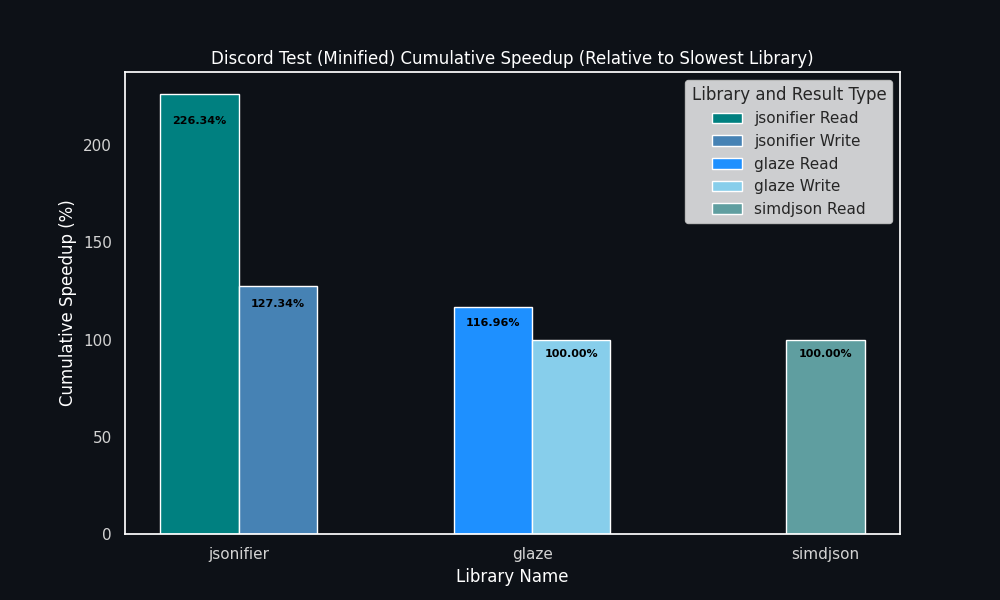 Discord Test (Minified) Cumulative Speedup (Relative to Slowest Library)
Library and Result Type
jsonifier Read
jsonifier Write
glaze Read
glaze Write
simdjson Read
Cumulative Speedup (%)
200
150
100
50
0
226.34%
127.34%
116.96%
100.00%
100.00%
jsonifier
glaze
simdjson
Library Name